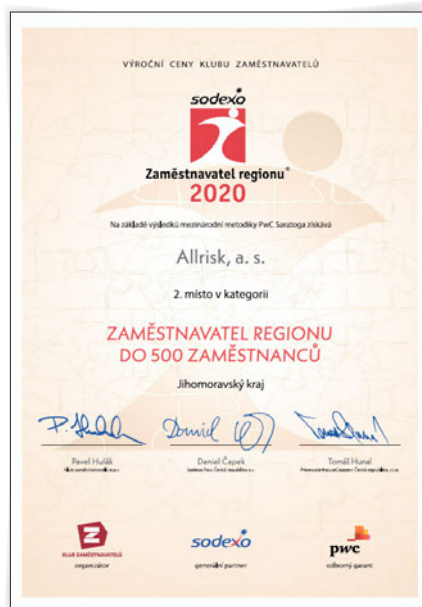 VÝROČNÍ CENY KLUBU ZAMĚSTNAVATELŮ
sodexo
Zaměstnavatel regionu®
2020
Na základě výsledků mezinárodní metodiky PwC Saratoga získává
Allrisk, a. s.
2. místo v kategorii
ZAMĚSTNAVATEL REGIONU
DO 500 ZAMĚSTNANCŮ
Jihomoravský kraj
Pavel Hulák
Daniel Čapek
Tomáš Hunal
KLUB ZAMĚSTNAVATELŮ
organizátor
sodexo
generální partner
pwc
odborný garant